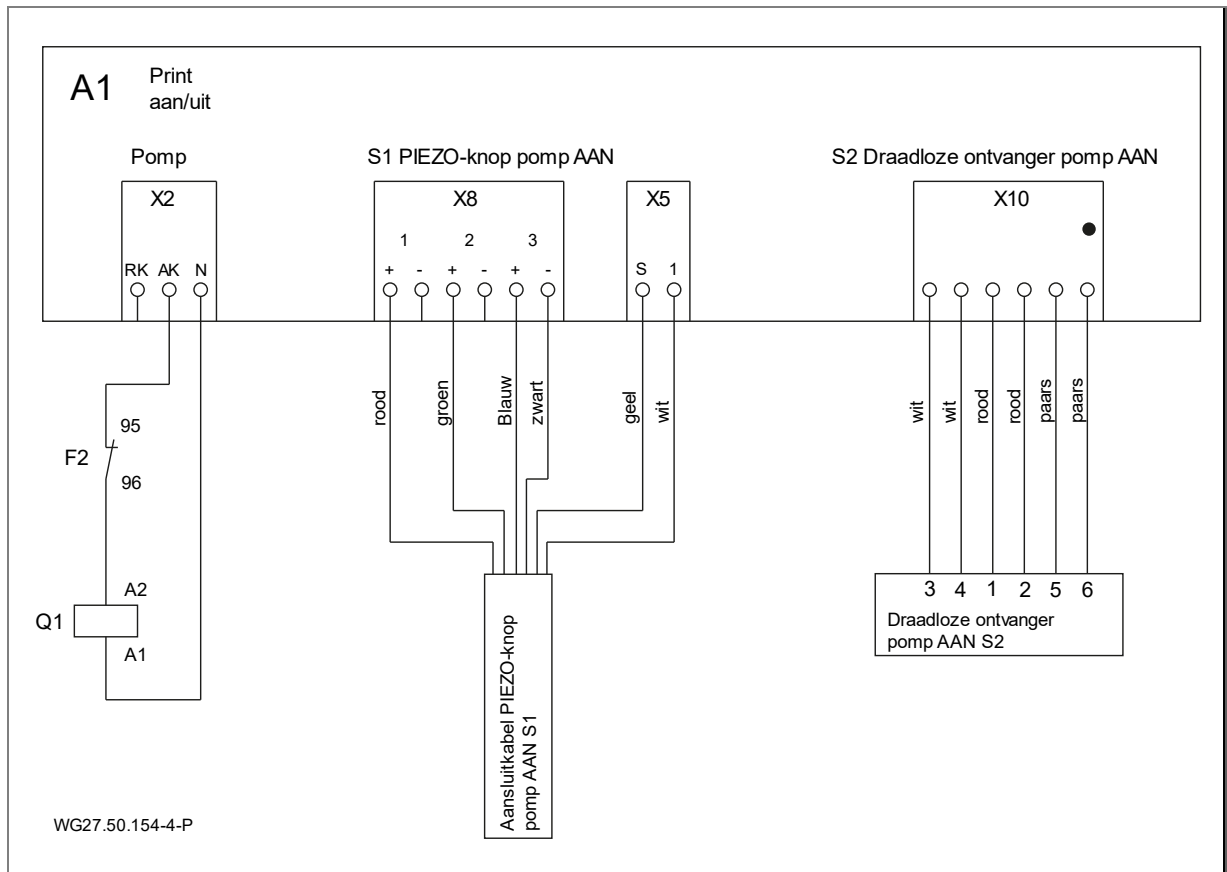 A1 Print
aan/uit
Pomp S1 PIEZO-knop pomp AAN S2 Draadloze ontvanger pomp AAN
X2 X8 X5 X10
1 2 3
RK AK N + - + - + - S 1
rood groen Blauw zwart geel wit wit wit rood rood paars paars
95
F2
96
A2
Q1
A1
3 4 1 2 5 6
Draadloze ontvanger
pomp AAN S2
Aansluitkabel PIEZO-knop
pomp AAN S1
WG27.50.154-4-P